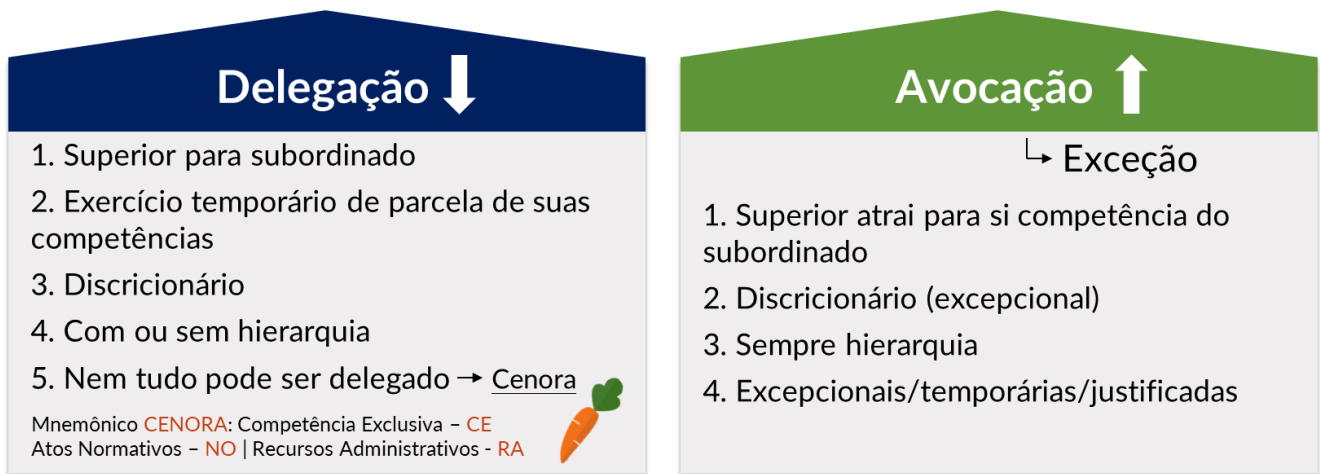 Delegação
1. Superior para subordinado
2. Exercício temporário de parcela de suas
competências
3. Discricionário
4. Com ou sem hierarquia
5. Nem tudo pode ser delegado → Cenora
Mnemônico CENORA: Competência Exclusiva – CE
Atos Normativos – NO | Recursos Administrativos - RA
Avocação
Exceção
1. Superior atrai para si competência do
subordinado
2. Discricionário (excepcional)
3. Sempre hierarquia
4. Excepcionais/temporárias/justificadas